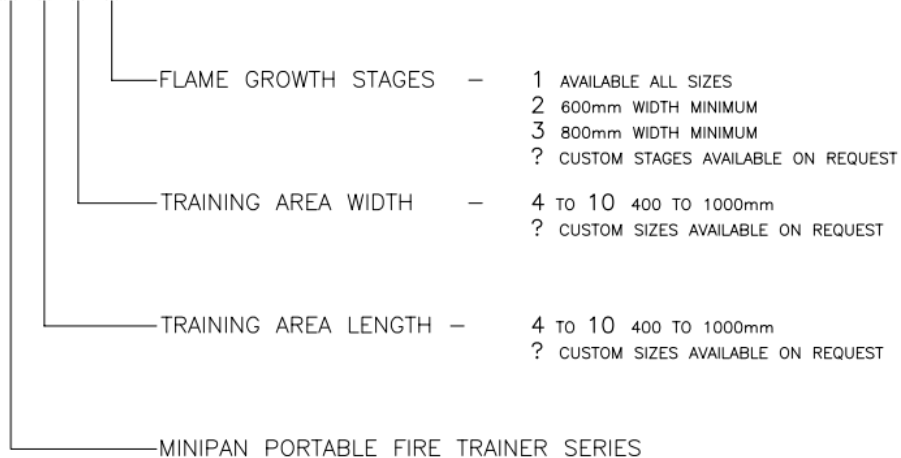 FLAME GROWTH STAGES - 1 AVAILABLE ALL SIZES
2 600mm WIDTH MINIMUM
3 800mm WIDTH MINIMUM
? CUSTOM STAGES AVAILABLE ON REQUEST
TRAINING AREA WIDTH - 4 TO 10 400 TO 1000mm
? CUSTOM SIZES AVAILABLE ON REQUEST
TRAINING AREA LENGTH - 4 TO 10 400 TO 1000mm
? CUSTOM SIZES AVAILABLE ON REQUEST
MINIPAN PORTABLE FIRE TRAINER SERIES